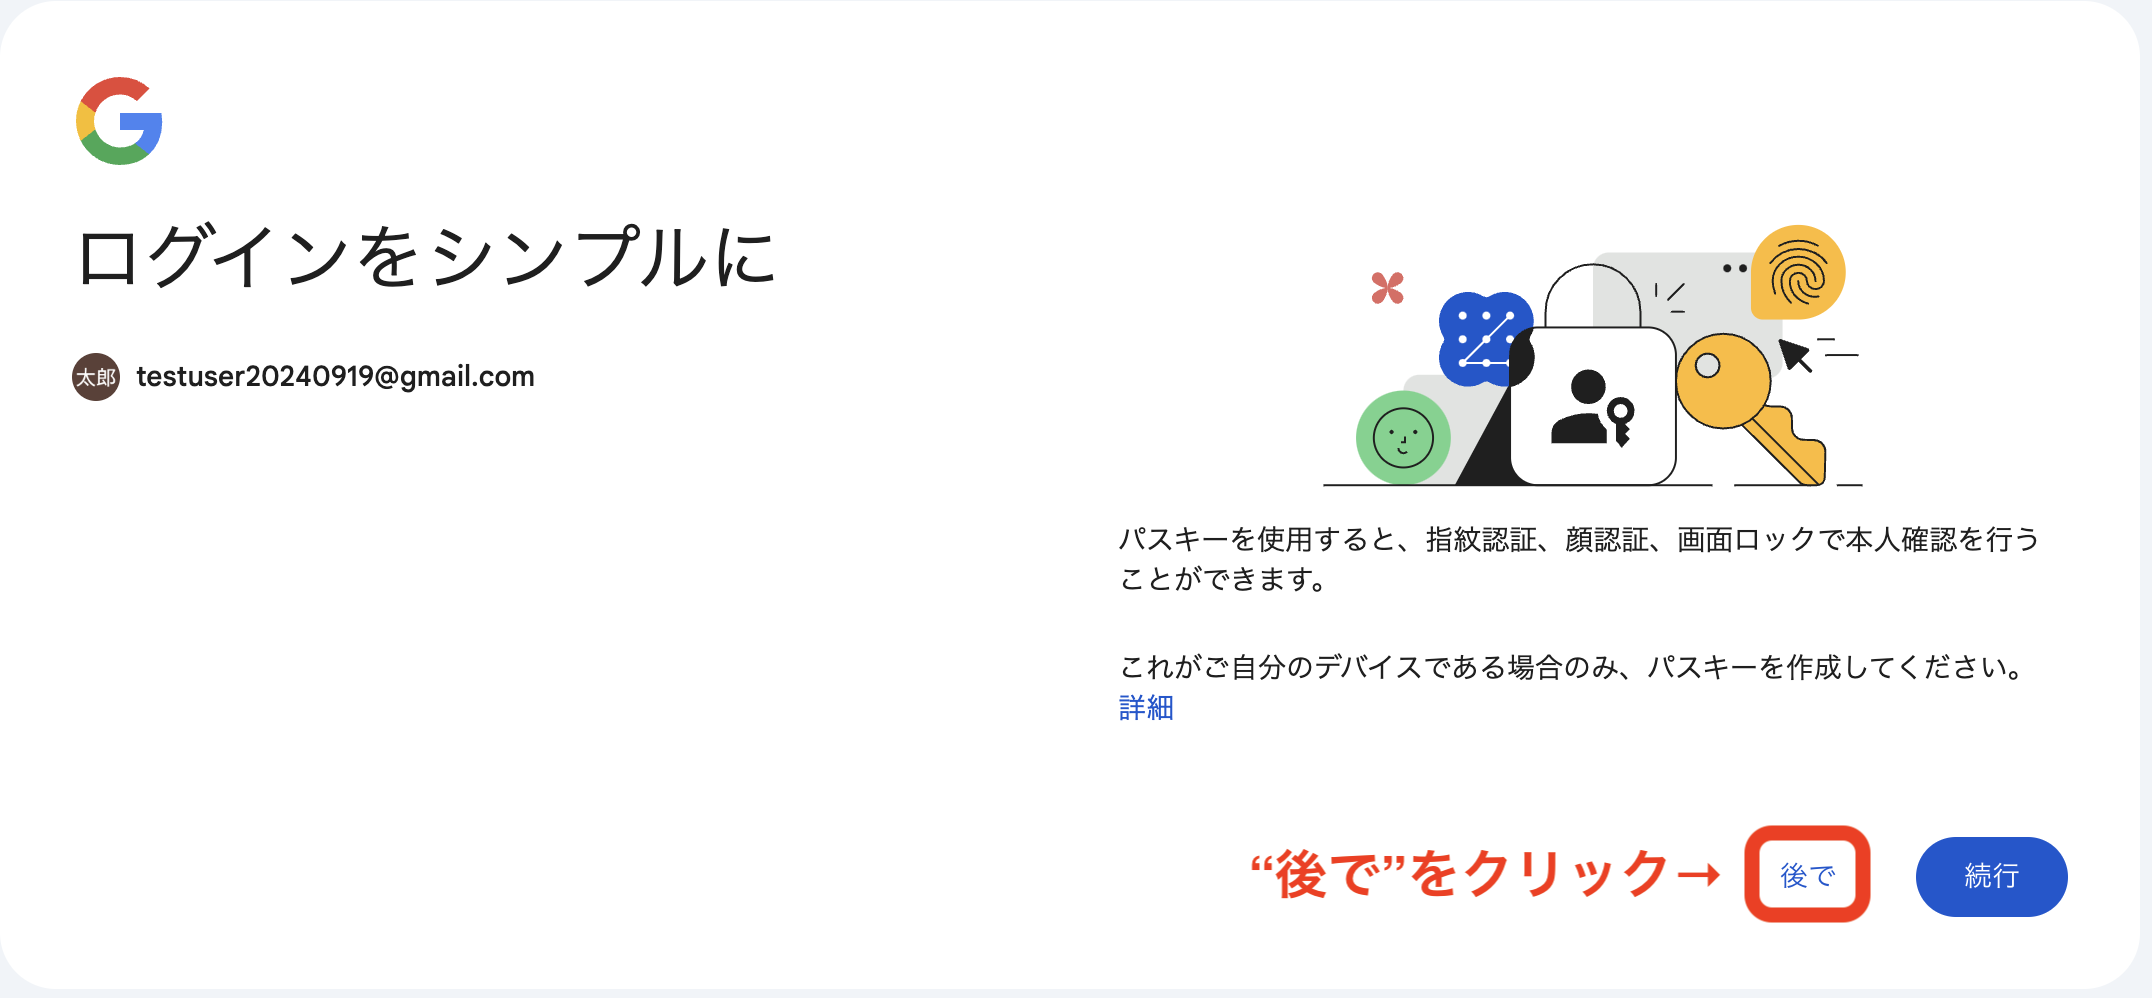 ログインをシンプルに
太郎 testuser20240919@gmail.com
パスキーを使用すると、指紋認証、顔認証、画面ロックで本人確認を行う
ことができます。
これがご自分のデバイスである場合のみ、パスキーを作成してください。
詳細
“後で”をクリック→ 後で 続行